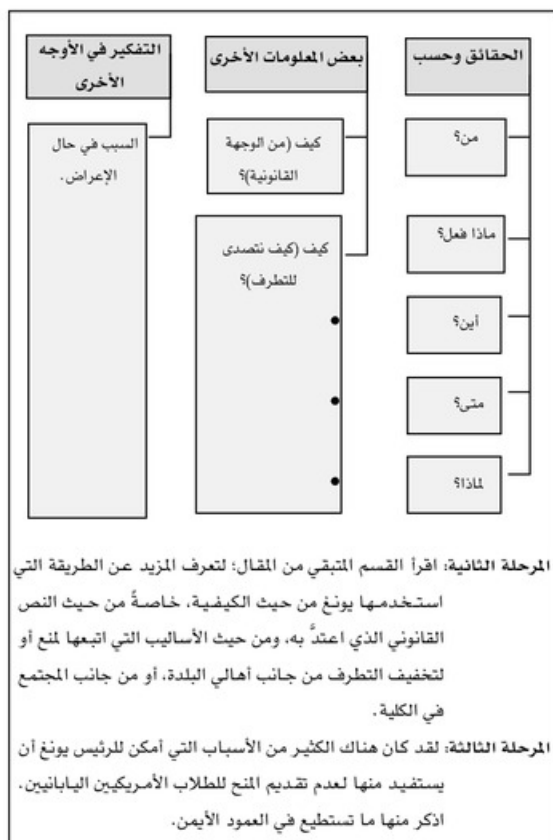 الحقائق وحسب
من؟
ماذا فعل؟
أين؟
متى؟
لماذا؟
بعض المعلومات الأخرى
كيف (من الوجهة
القانونية)؟
كيف (كيف نتصدى
للتطرف)؟
•
•
•
التفكير في الأوجه
الأخرى
السبب في حال
الإعراض.
المرحلة الثانية: اقرأ القسم المتبقي من المقال؛ لتعرف المزيد عن الطريقة التي
استخدمها يونغ من حيث الكيفية، خاصةً من حيث النص
القانوني الذي اعتدَّ به، ومن حيث الأساليب التي اتبعها لمنع أو
لتخفيف التطرف من جانب أهالي البلدة، أو من جانب المجتمع
في الكلية.
المرحلة الثالثة: لقد كان هناك الكثير من الأسباب التي أمكن للرئيس يونغ أن
يستفيد منها لعدم تقديم المنح للطلاب الأمريكيين اليابانيين.
اذكر منها ما تستطيع في العمود الأيمن.